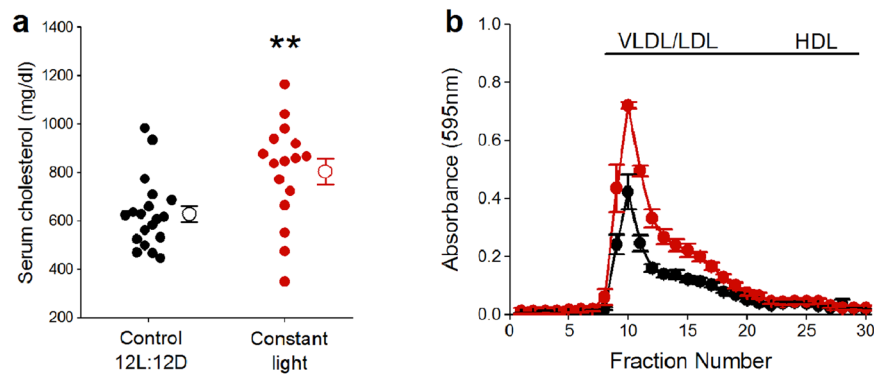 a
Serum cholesterol (mg/dl)
1400
1200
1000
800
600
400
200
**
Control
12L:12D
Constant
light
b
Absorbance (595nm)
1.0
0.8
0.6
0.4
0.2
0.0
VLDL/LDL
HDL
0 5 10 15 20 25 30
Fraction Number